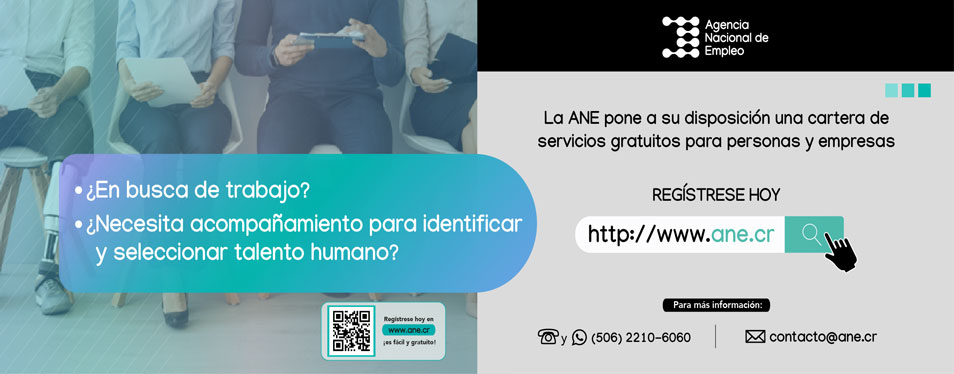 Agencia
Nacional de
Empleo
La ANE pone a su disposición una cartera de
servicios gratuitos para personas y empresas
• ¿En busca de trabajo?
• ¿Necesita acompañamiento para identificar
y seleccionar talento humano?
REGÍSTRESE HOY
http://www.ane.cr
Para más información:
y (506) 2210-6060
contacto@ane.cr
Regístrese hoy en
www.ane.cr
¡es fácil y gratuito!